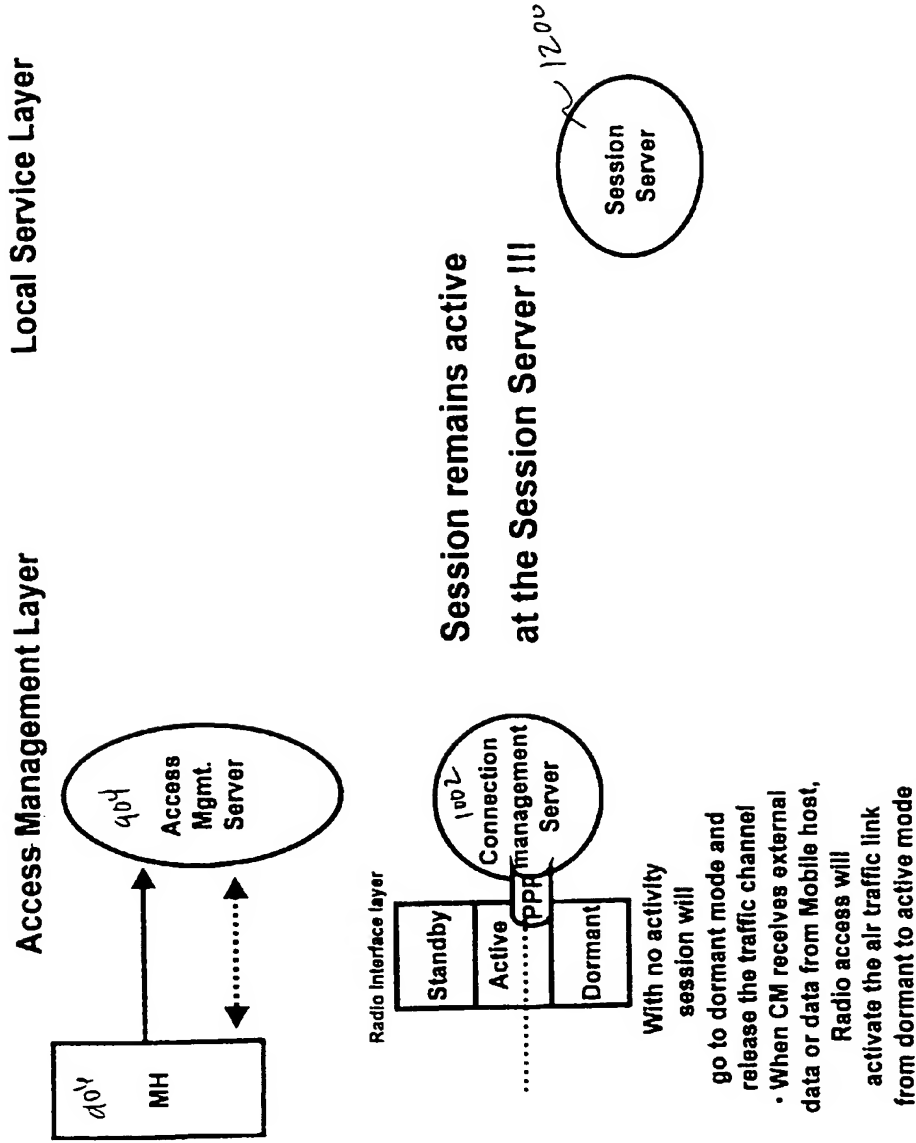 Access Management Layer
Local Service Layer
904
MH
904
Access
Mgmt.
Server
Radio Interface layer
Standby
Active
Dormant
PPP
1002
Connection
management
Server
Session remains active
at the Session Server !!!
1200
Session
Server
With no activity
session will
go to dormant mode and
release the traffic channel
· When CM receives external
data or data from Mobile host,
Radio access will
activate the air traffic link
from dormant to active mode